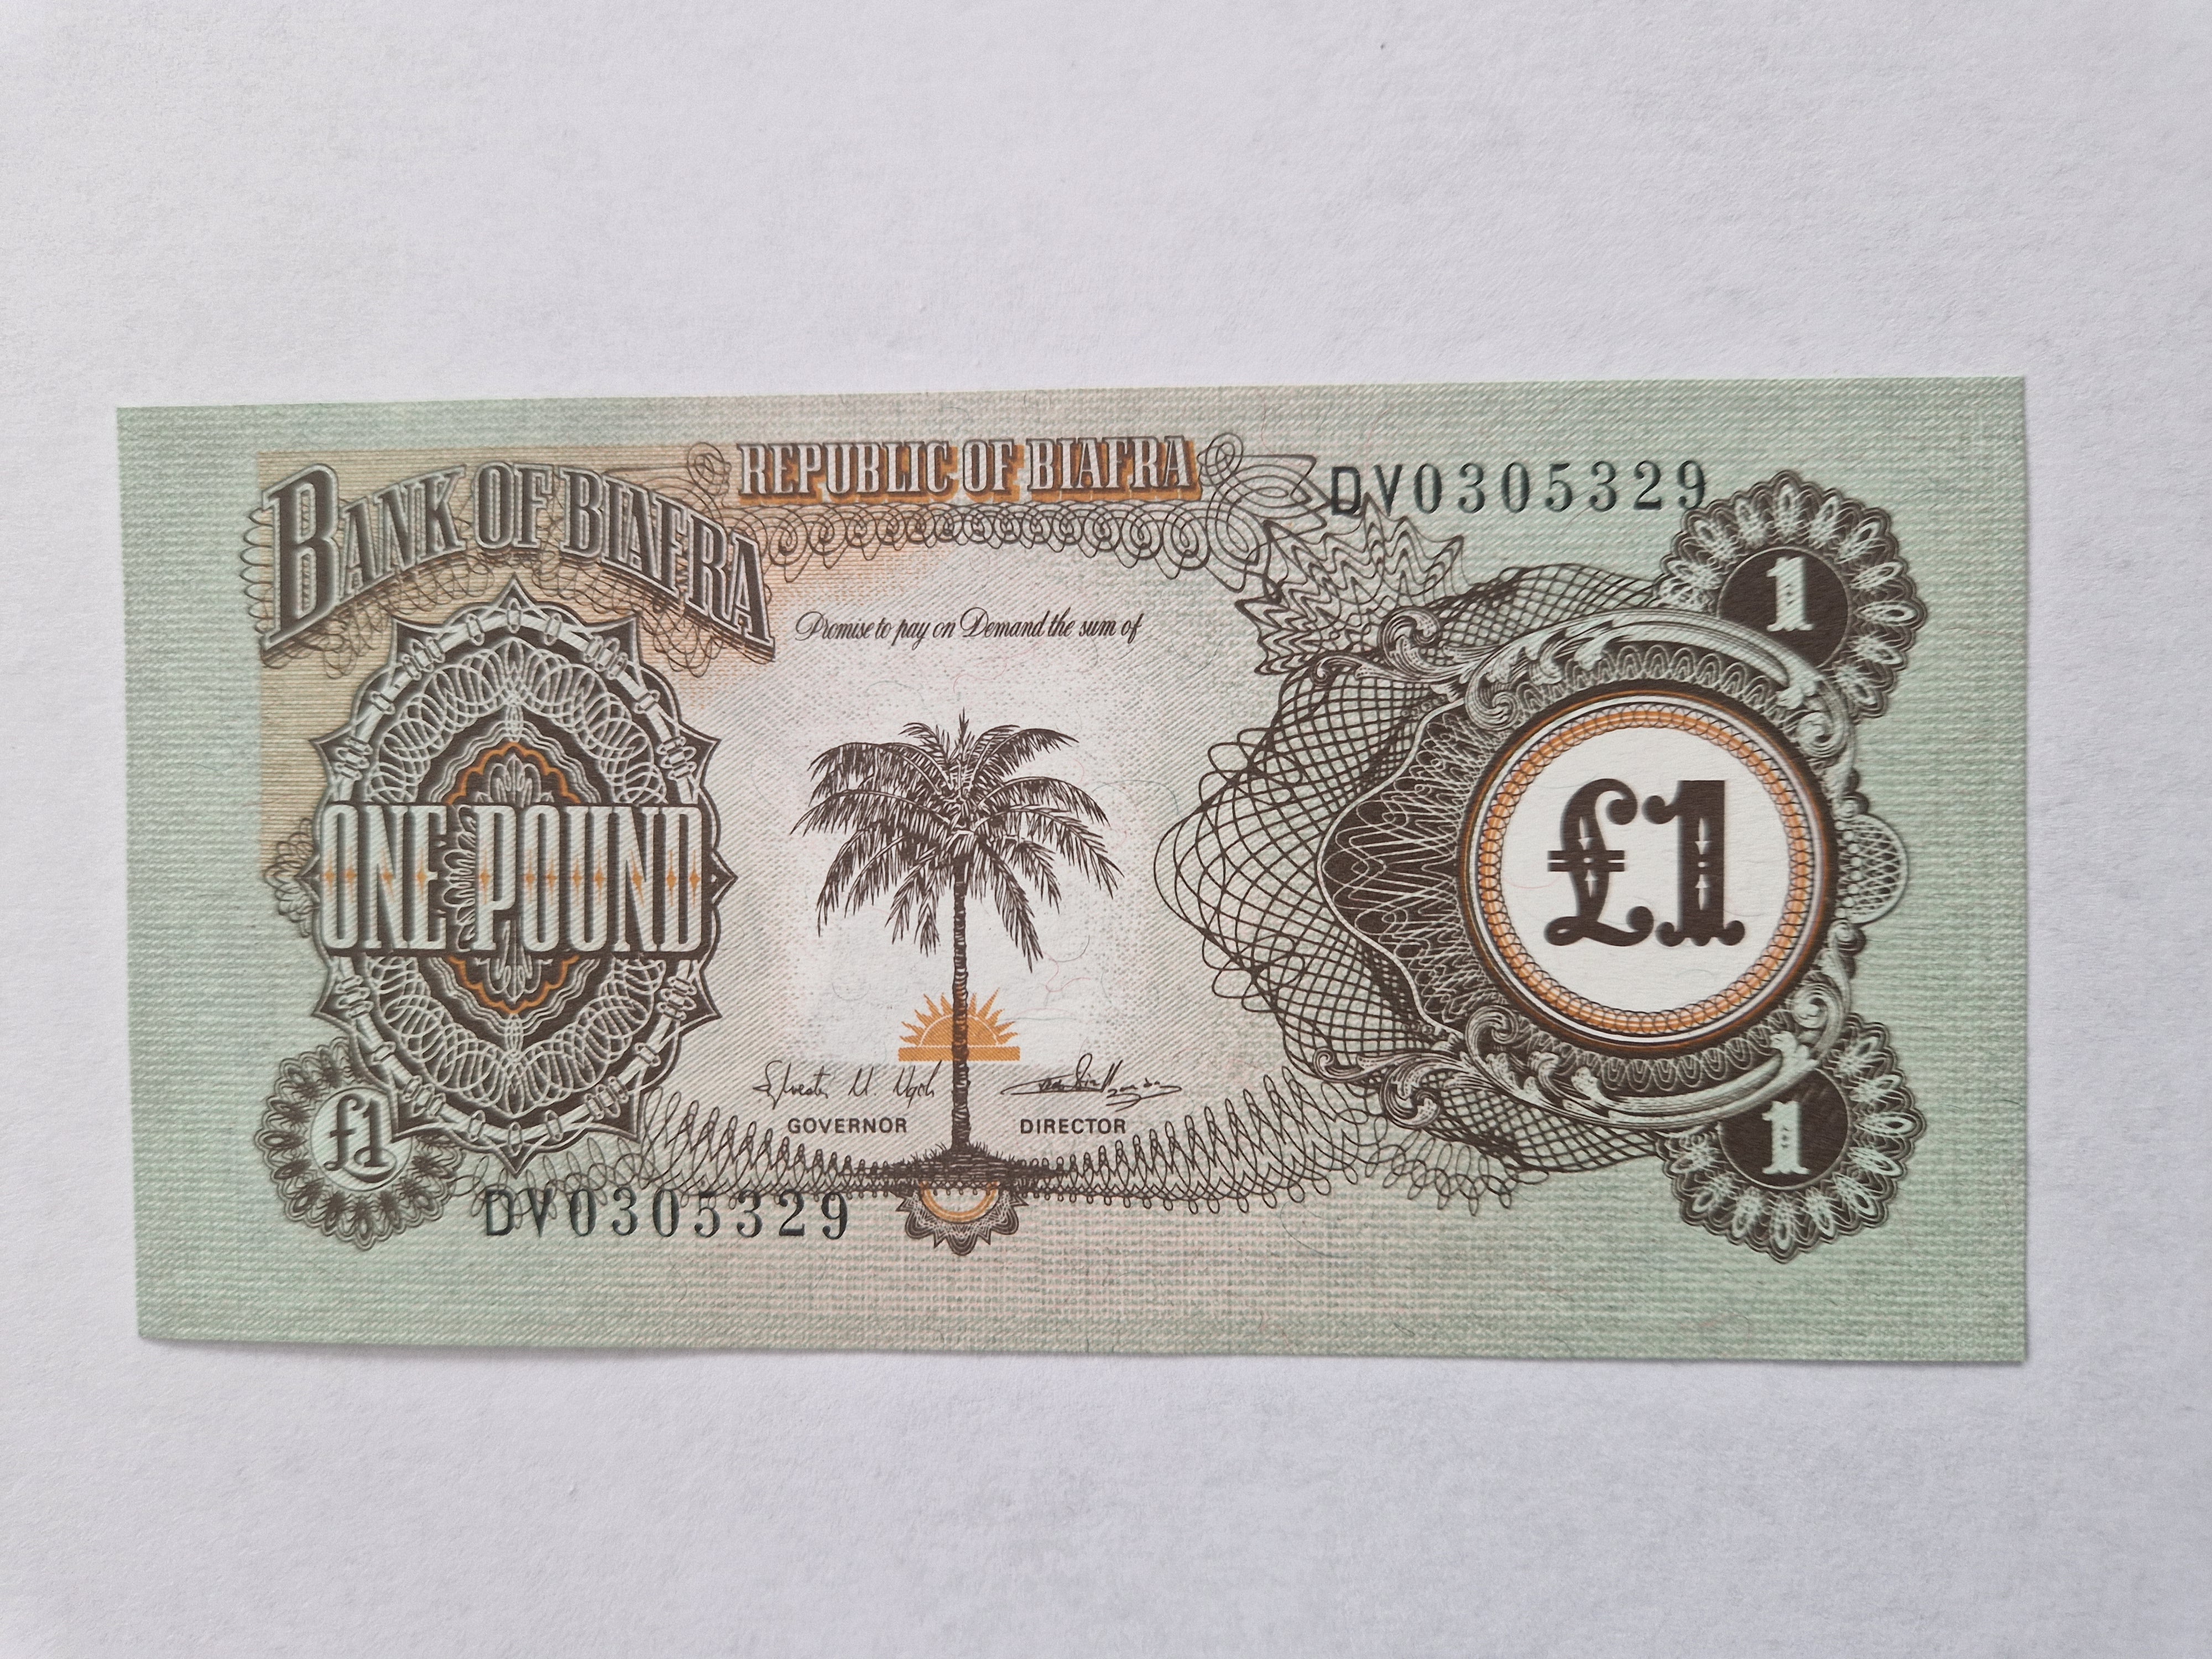 REPUBLIC OF BIAFRA
BANK OF BIAFRA
DV0305329
1
Promise to pay on Demand the sum of
ONE POUND
£1
GOVERNOR
DIRECTOR
£1
1
DV0305329